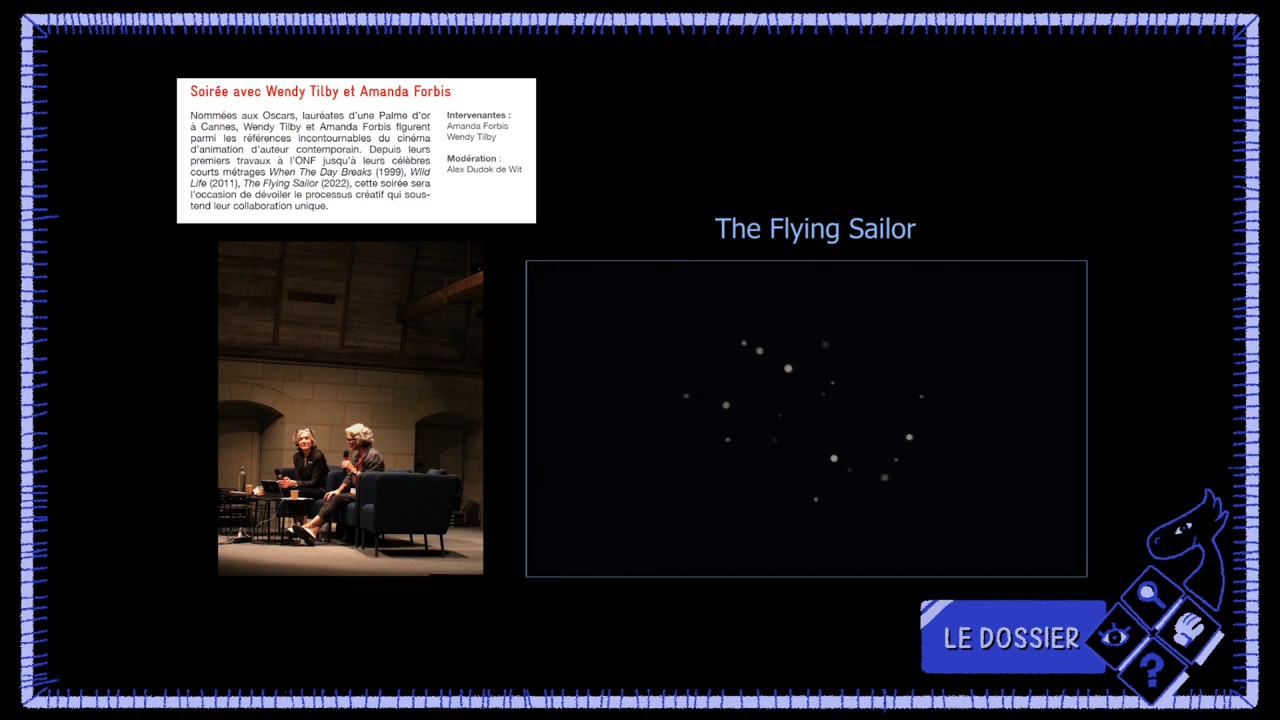 Soirée avec Wendy Tilby et Amanda Forbis
Nommées aux Oscars, lauréates d'une Palme d'or
à Cannes, Wendy Tilby et Amanda Forbis figurent
parmi les références incontournables du cinéma
d'animation d'auteur contemporain. Depuis leurs
premiers travaux à l'ONF jusqu'à leurs célèbres
courts métrages When The Day Breaks (1999), Wild
Life (2011), The Flying Sailor (2022), cette soirée sera
l'occasion de dévoiler le processus créatif qui sous-
tend leur collaboration unique.
Intervenantes :
Amanda Forbis
Wendy Tilby
Modération :
Alex Dudok de Wit
The Flying Sailor
LE DOSSIER
?